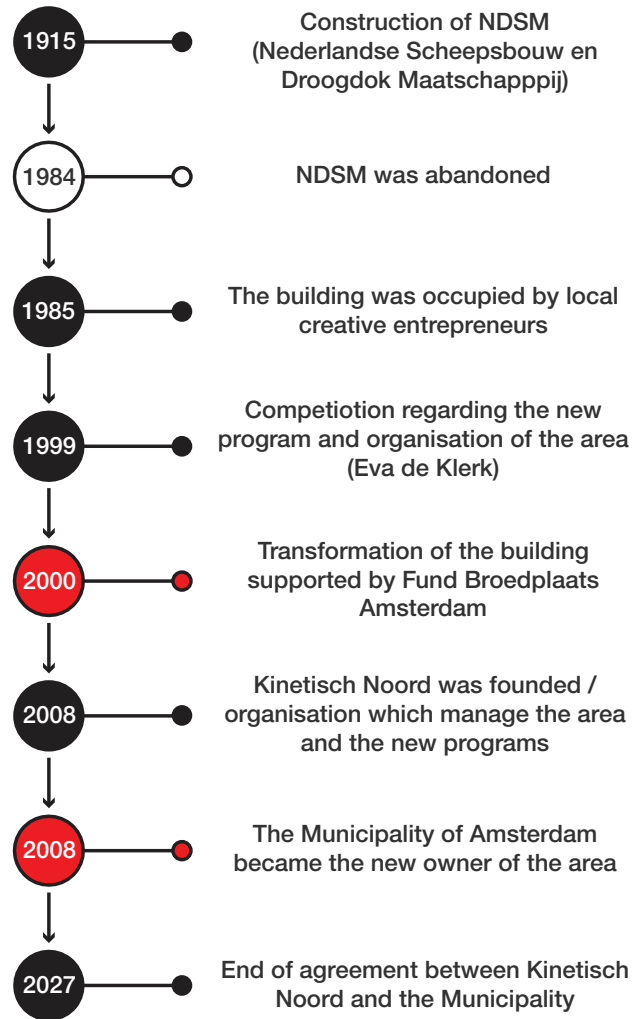 1915
Construction of NDSM
(Nederlandse Scheepsbouw en
Droogdok Maatschapppij)
1984
NDSM was abandoned
1985
The building was occupied by local
creative entrepreneurs
1999
Competiotion regarding the new
program and organisation of the area
(Eva de Klerk)
2000
Transformation of the building
supported by Fund Broedplaats
Amsterdam
2008
Kinetisch Noord was founded /
organisation which manage the area
and the new programs
2008
The Municipality of Amsterdam
became the new owner of the area
2027
End of agreement between Kinetisch
Noord and the Municipality